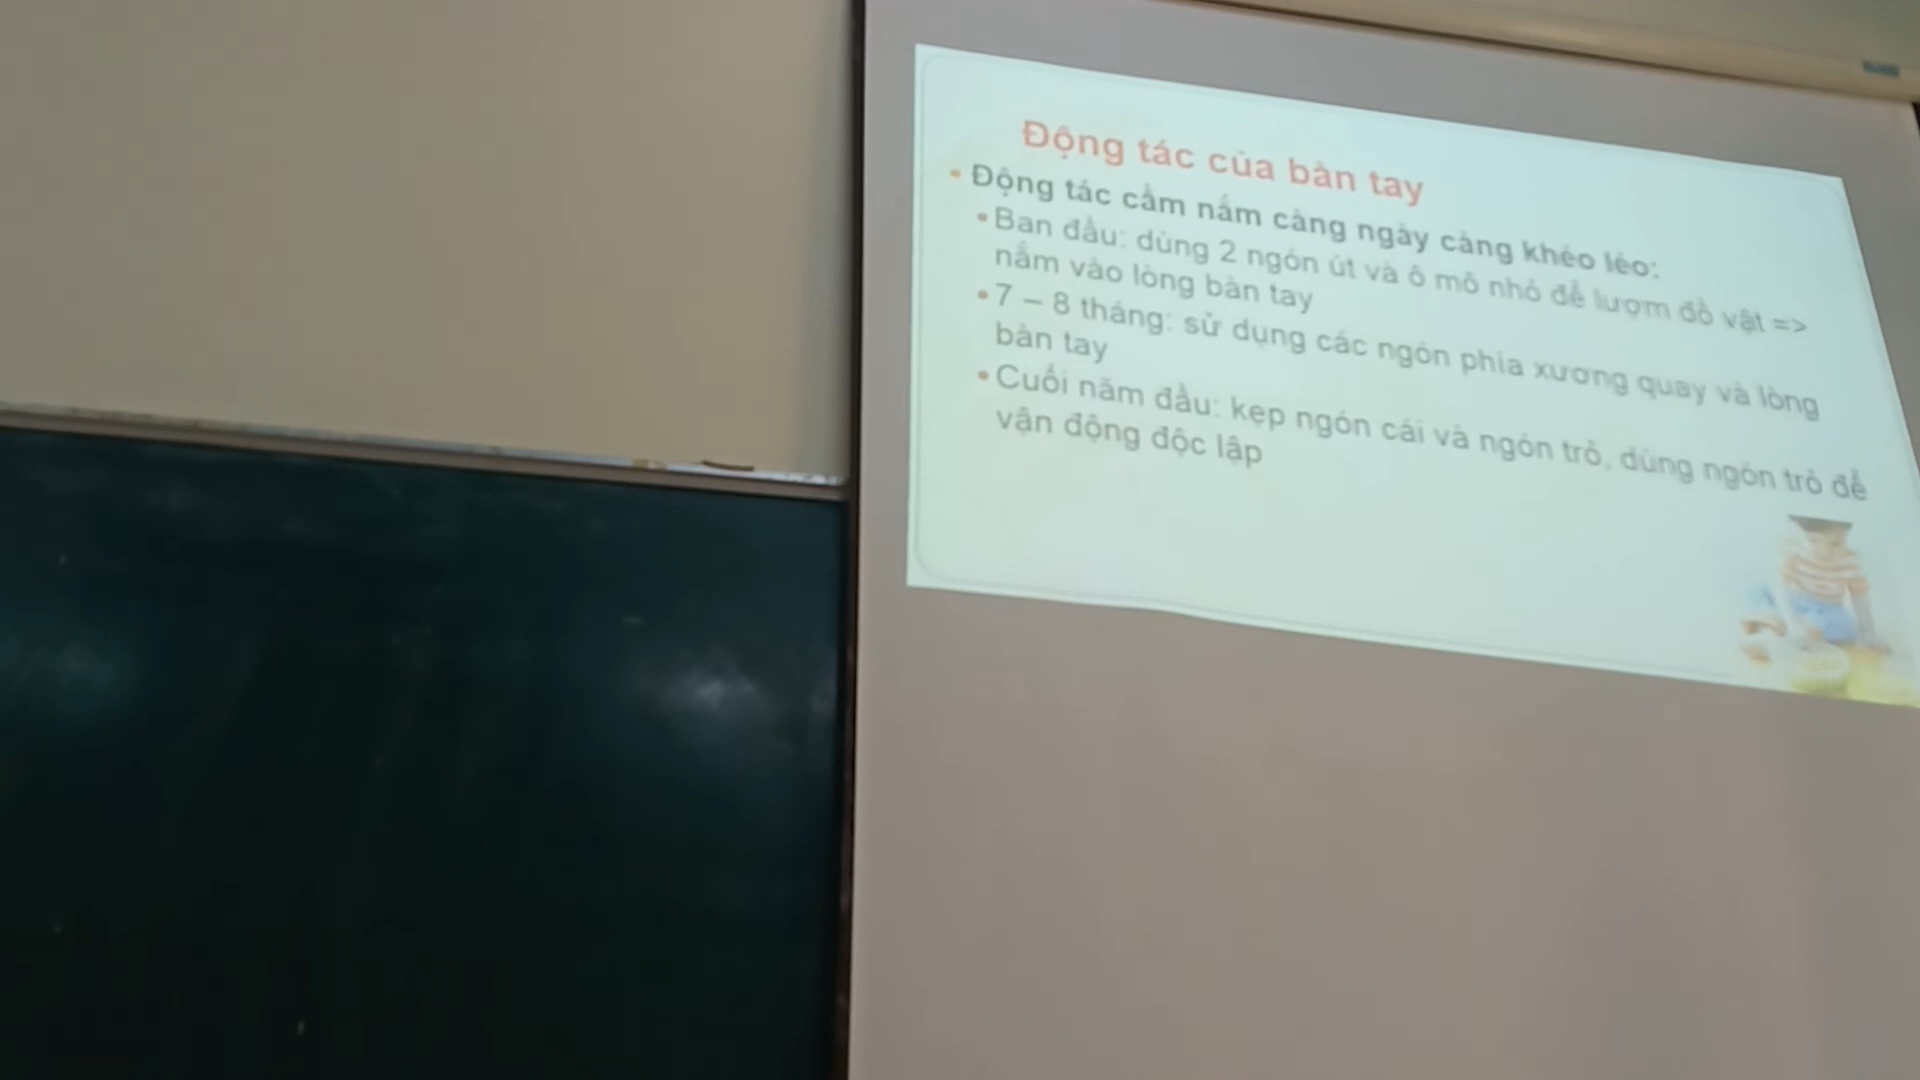 Động tác của bàn tay
• Động tác cầm nắm càng ngày càng khéo léo:
• Ban đầu: dùng 2 ngón út và ô mô nhỏ để lượm đồ vật =>
nắm vào lòng bàn tay
• 7 – 8 tháng: sử dụng các ngón phía xương quay và lòng
bàn tay
• Cuối năm đầu: kẹp ngón cái và ngón trỏ, dùng ngón trỏ để
vận động độc lập